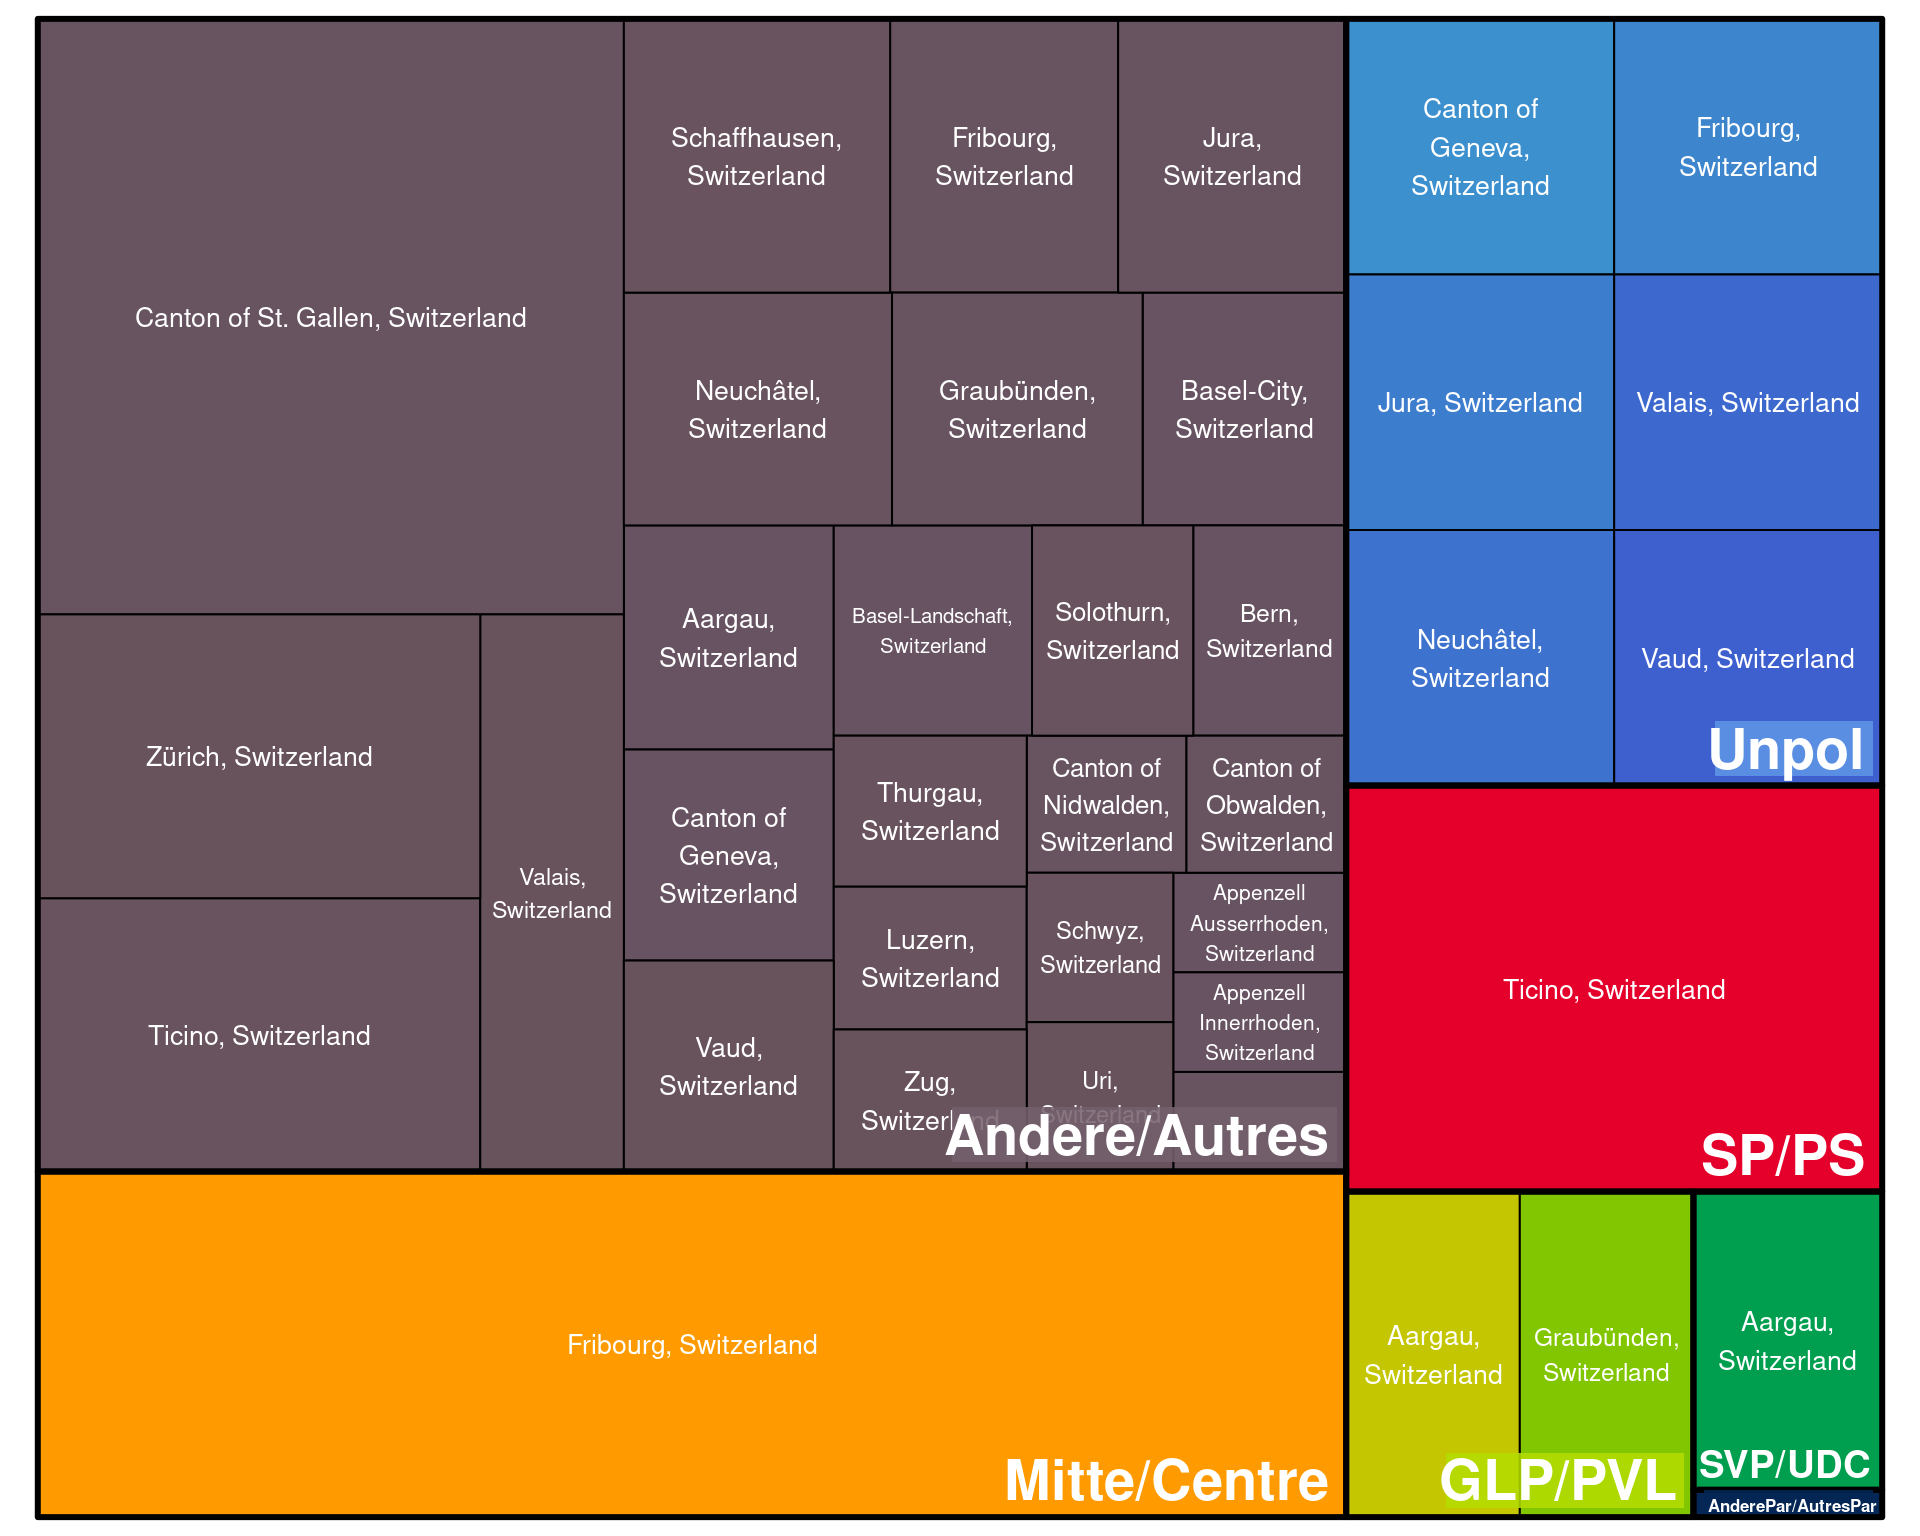 Canton of St. Gallen, Switzerland
Schaffhausen,
Switzerland
Fribourg,
Switzerland
Jura,
Switzerland
Neuchâtel,
Switzerland
Graubünden,
Switzerland
Basel-City,
Switzerland
Aargau,
Switzerland
Basel-Landschaft,
Switzerland
Solothurn,
Switzerland
Bern,
Switzerland
Zürich, Switzerland
Valais,
Switzerland
Ticino, Switzerland
Canton of
Geneva,
Switzerland
Vaud,
Switzerland
Thurgau,
Switzerland
Luzern,
Switzerland
Zug,
Switzerland
Canton of
Nidwalden,
Switzerland
Canton of
Obwalden,
Switzerland
Schwyz,
Switzerland
Uri,
Switzerland
Appenzell
Ausserrhoden,
Switzerland
Appenzell
Innerrhoden,
Switzerland
Andere/Autres
Fribourg, Switzerland
Mitte/Centre
Canton of
Geneva,
Switzerland
Fribourg,
Switzerland
Jura, Switzerland
Valais, Switzerland
Neuchâtel,
Switzerland
Vaud, Switzerland
Unpol
Ticino, Switzerland
SP/PS
Aargau,
Switzerland
Graubünden,
Switzerland
GLP/PVL
Aargau,
Switzerland
SVP/UDC
AnderePar/AutresPar